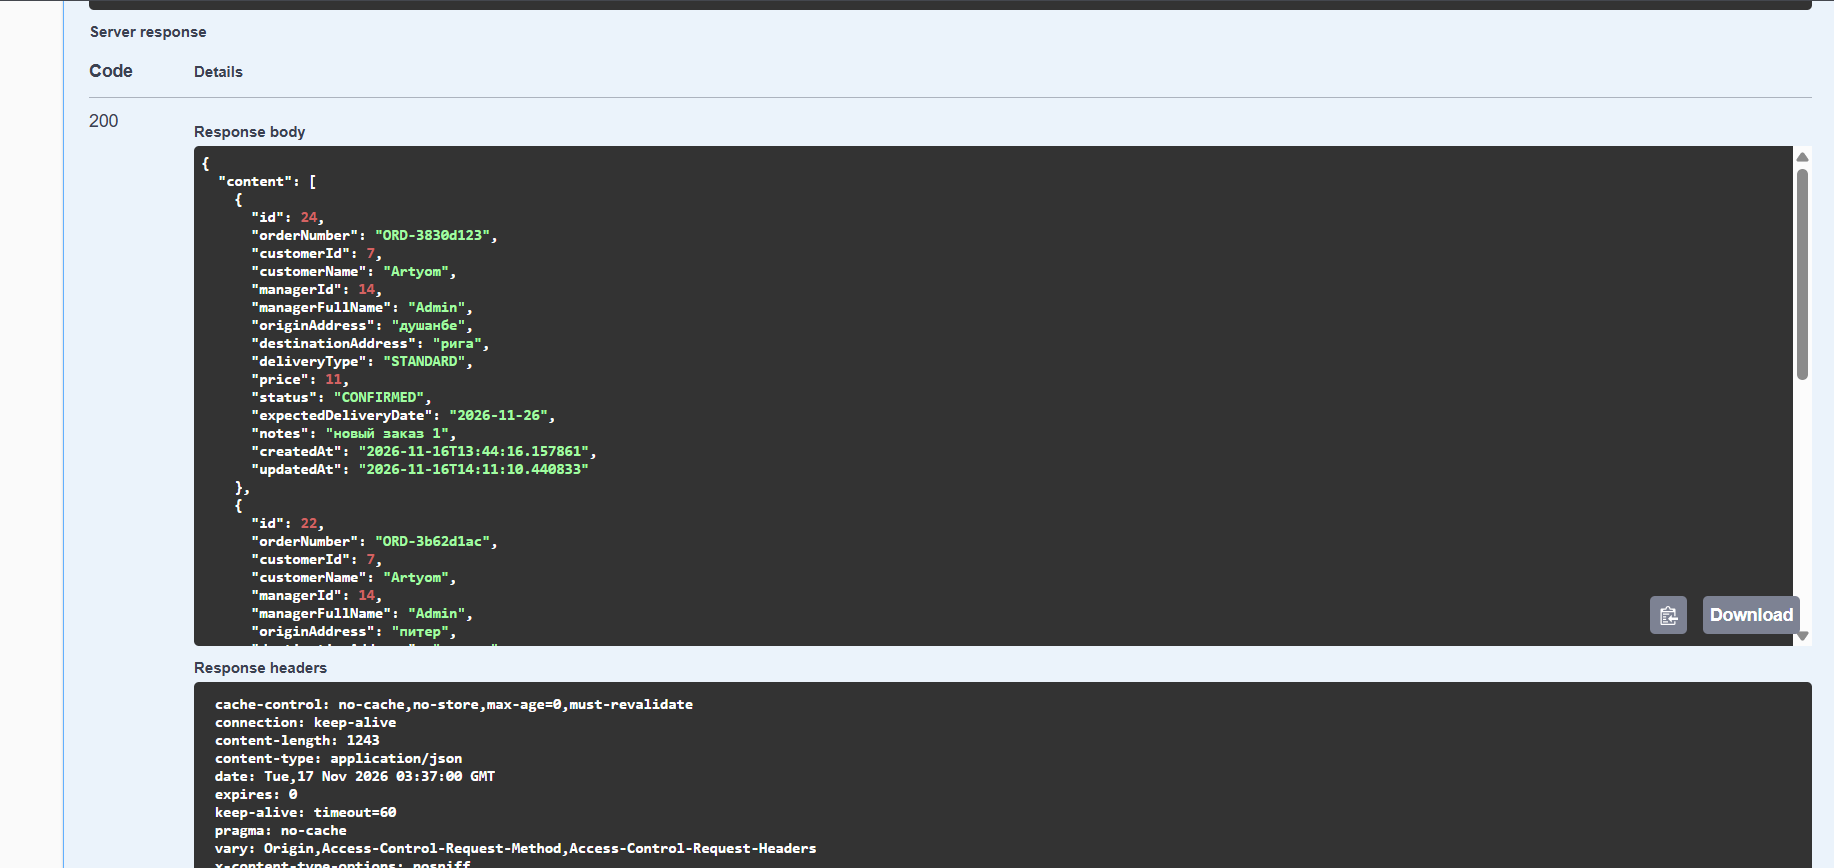 Server response
Code Details
200
Response body
{
"content": [
{
"id": 24,
"orderNumber": "ORD-3830d123",
"customerId": 7,
"customerName": "Artyom",
"managerId": 14,
"managerFullName": "Admin",
"originAddress": "душанбе",
"destinationAddress": "рига",
"deliveryType": "STANDARD",
"price": 11,
"status": "CONFIRMED",
"expectedDeliveryDate": "2026-11-26",
"notes": "новый заказ 1",
"createdAt": "2026-11-16T13:44:16.157861",
"updatedAt": "2026-11-16T14:11:10.440833"
},
{
"id": 22,
"orderNumber": "ORD-3b62d1ac",
"customerId": 7,
"customerName": "Artyom",
"managerId": 14,
"managerFullName": "Admin",
"originAddress": "питер",
Download
Response headers
cache-control: no-cache,no-store,max-age=0,must-revalidate
connection: keep-alive
content-length: 1243
content-type: application/json
date: Tue,17 Nov 2026 03:37:00 GMT
expires: 0
keep-alive: timeout=60
pragma: no-cache
vary: Origin,Access-Control-Request-Method,Access-Control-Request-Headers
x-content-type-options: nosniff